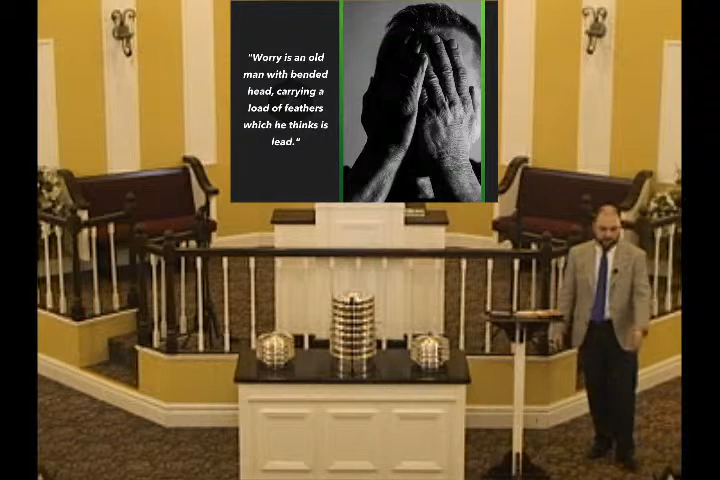 "Worry is an old
man with bended
head, carrying a
load of feathers
which he thinks is
lead."